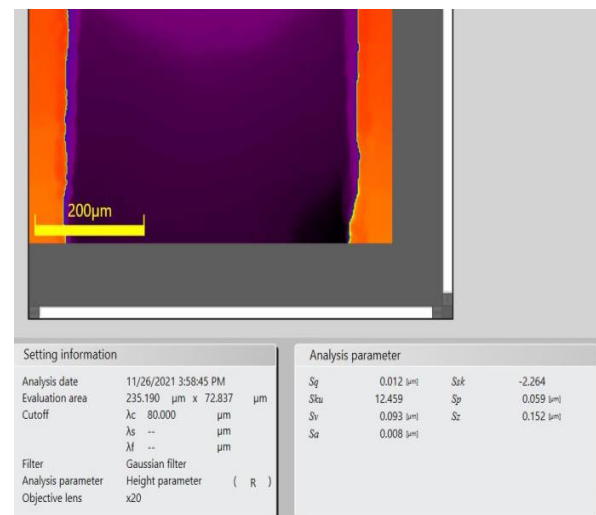 200μm
Setting information
Analysis date 11/26/2021 3:58:45 PM
Evaluation area 235.190 μm x 72.837 μm
Cutoff λc 80.000 μm
λs -- μm
λf -- μm
Filter Gaussian filter
Analysis parameter Height parameter ( R )
Objective lens x20
Analysis parameter
Sq 0.012 [μm] Ssk -2.264
Sku 12.459 Sp 0.059 [μm]
Sv 0.093 [μm] Sz 0.152 [μm]
Sa 0.008 [μm]